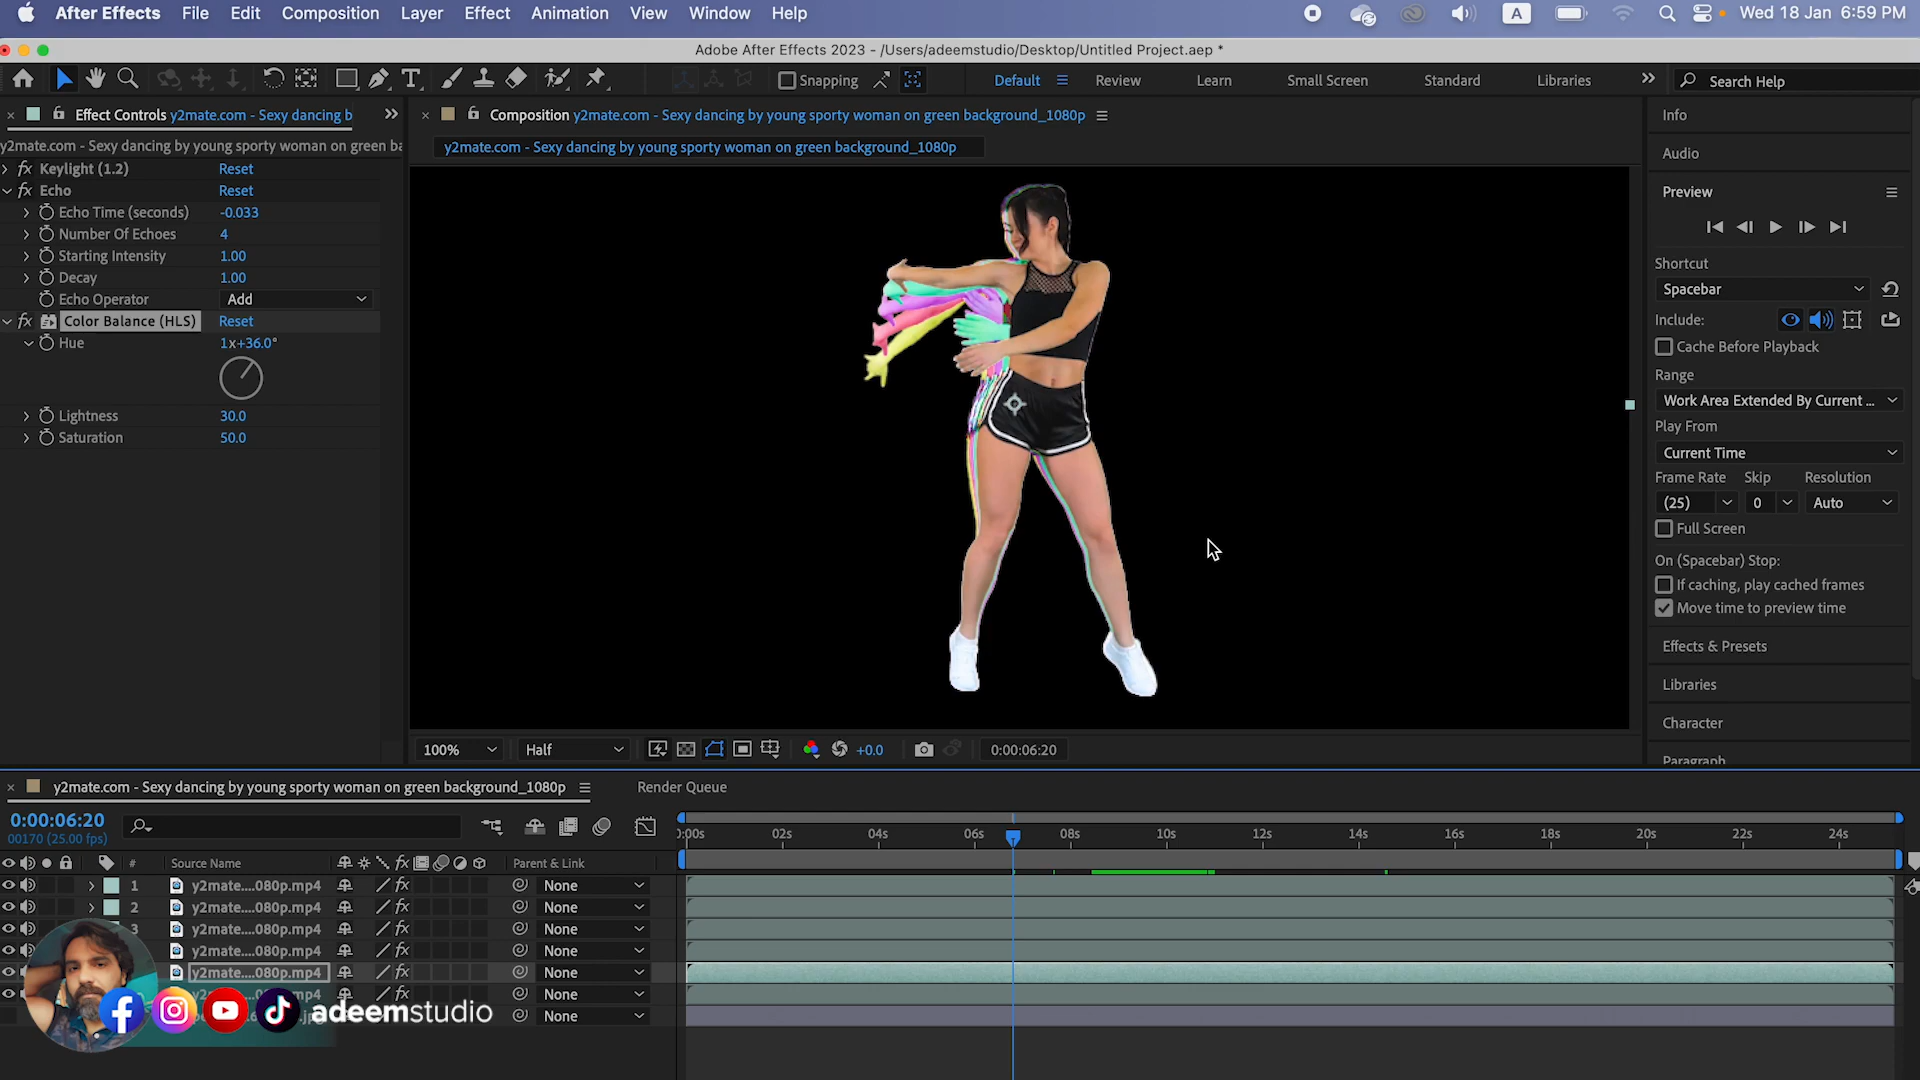 After Effects File Edit Composition Layer Effect Animation View Window Help A Wed 18 Jan 6:59 PM
Adobe After Effects 2023 - /Users/adeemstudio/Desktop/Untitled Project.aep *
Snapping Default Review Learn Small Screen Standard Libraries Search Help
Effect Controls y2mate.com - Sexy dancing b
y2mate.com - Sexy dancing by young sporty woman on green ba
Keylight (1.2) Reset
Echo Reset
Echo Time (seconds) -0.033
Number Of Echoes 4
Starting Intensity 1.00
Decay 1.00
Echo Operator Add
Color Balance (HLS) Reset
Hue 1x+36.0°
Lightness 30.0
Saturation 50.0
Composition y2mate.com - Sexy dancing by young sporty woman on green background_1080p
y2mate.com - Sexy dancing by young sporty woman on green background_1080p
100% Half +0.0 0:00:06:20
Info
Audio
Preview
Shortcut
Spacebar
Include:
Cache Before Playback
Range
Work Area Extended By Current ...
Play From
Current Time
Frame Rate Skip Resolution
(25) 0 Auto
Full Screen
On (Spacebar) Stop:
If caching, play cached frames
Move time to preview time
Effects & Presets
Libraries
Character
Paragraph
y2mate.com - Sexy dancing by young sporty woman on green background_1080p Render Queue
0:00:06:20
00170 (25.00 fps)
):00s 02s 04s 06s 08s 10s 12s 14s 16s 18s 20s 22s 24s
# Source Name Parent & Link
1 y2mate....080p.mp4 None
2 y2mate....080p.mp4 None
3 y2mate....080p.mp4 None
y2mate....080p.mp4 None
y2mate....080p.mp4 None
None
None
adeemstudio